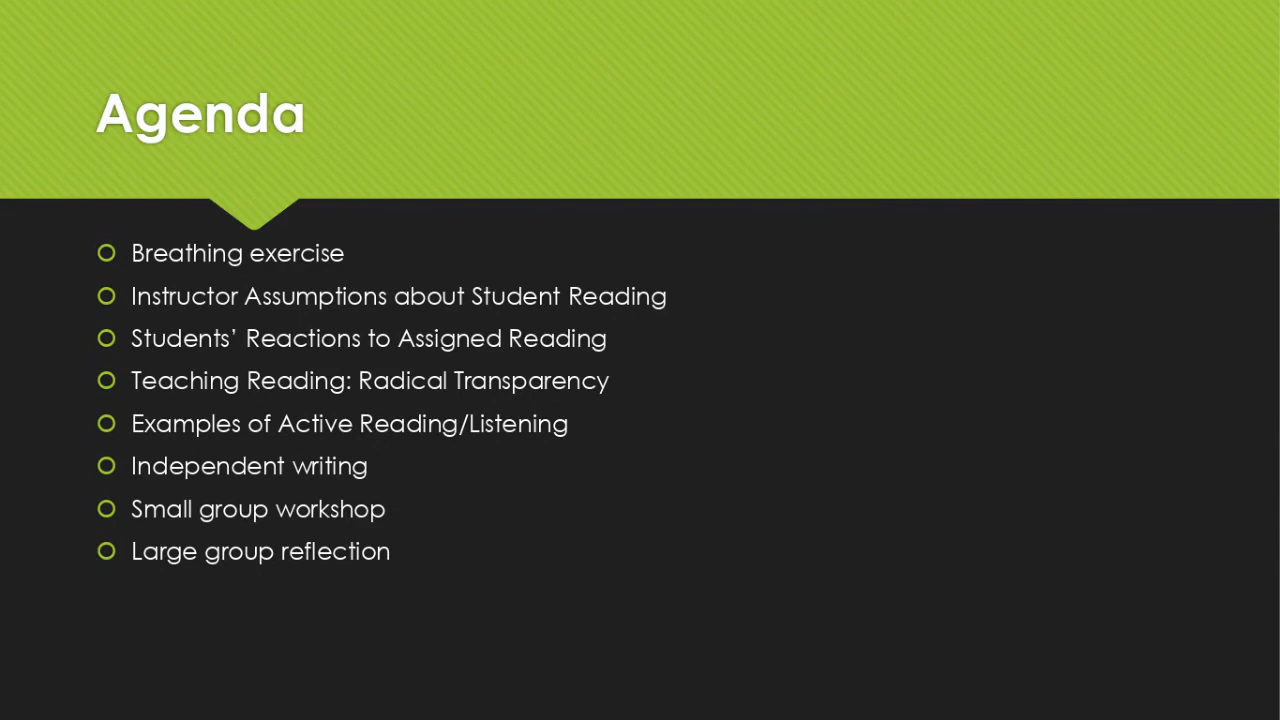 Agenda
Breathing exercise
Instructor Assumptions about Student Reading
Students’ Reactions to Assigned Reading
Teaching Reading: Radical Transparency
Examples of Active Reading/Listening
Independent writing
Small group workshop
Large group reflection